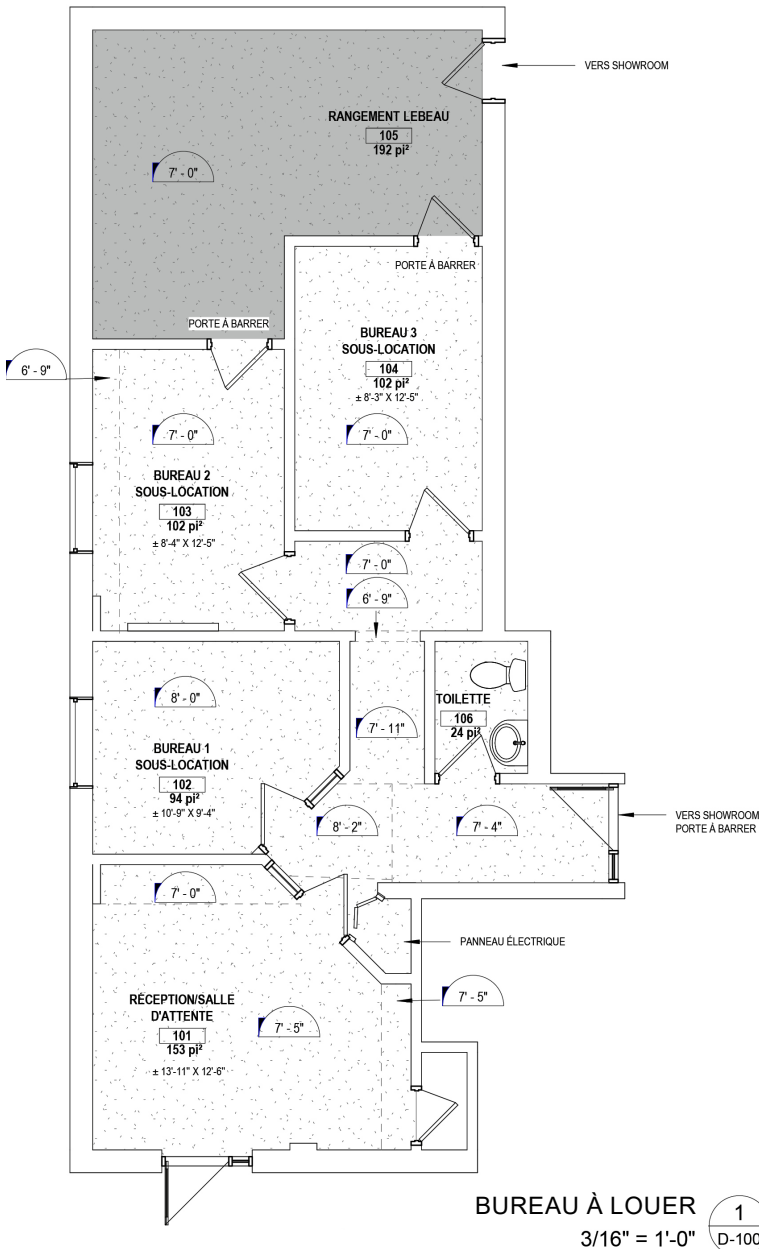 VERS SHOWROOM
RANGEMENT LEBEAU
105
192 pi²
7' - 0"
PORTE À BARRER
PORTE À BARRER
BUREAU 3
SOUS-LOCATION
104
102 pi²
± 8'-3" X 12'-5"
6' - 9"
7' - 0"
7' - 0"
BUREAU 2
SOUS-LOCATION
103
102 pi²
± 8'-4" X 12'-5"
7' - 0"
6' - 9"
8' - 0"
TOILETTE
106
24 pi²
7' - 11"
BUREAU 1
SOUS-LOCATION
102
94 pi²
± 10'-9" X 9'-4"
8' - 2"
7' - 4"
VERS SHOWROOM
PORTE À BARRER
7' - 0"
PANNEAU ÉLECTRIQUE
7' - 5"
RÉCEPTION/SALLE
D'ATTENTE
101
153 pi²
± 13'-11" X 12'-6"
7' - 5"
BUREAU À LOUER
3/16" = 1'-0"
1
D-100